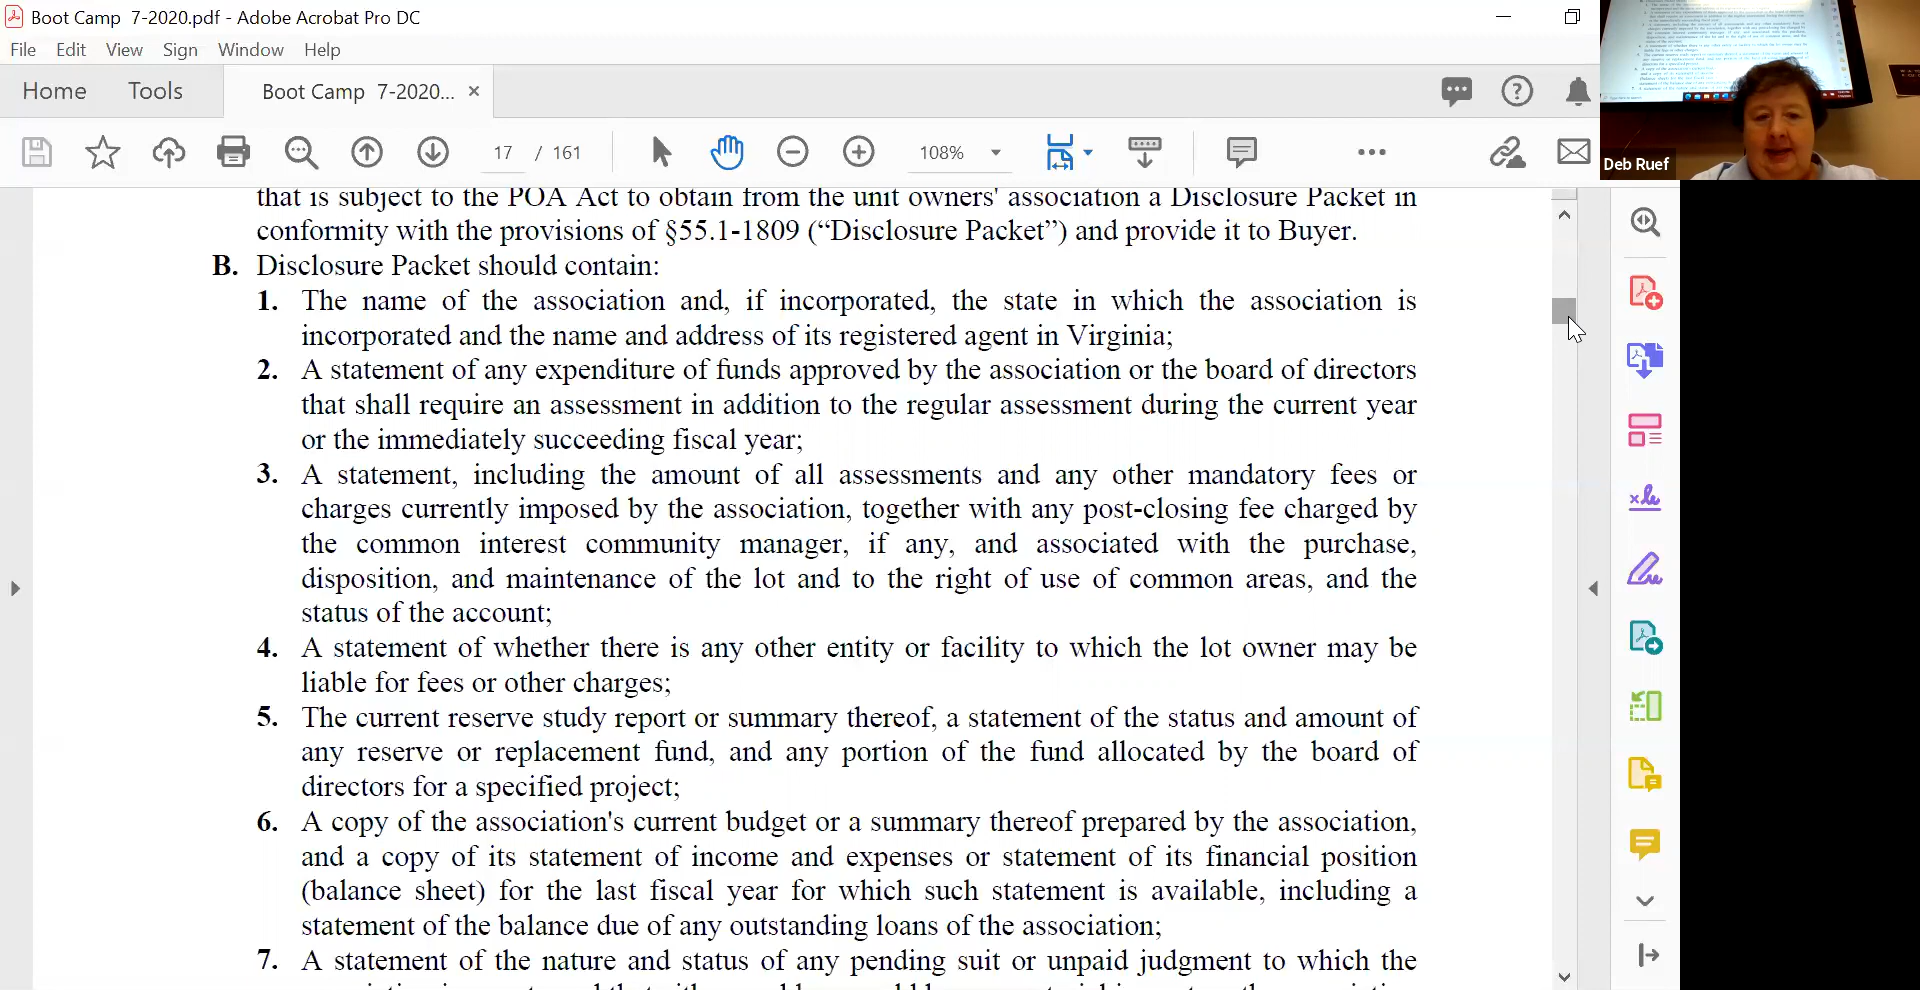 Boot Camp 7-2020.pdf - Adobe Acrobat Pro DC
File Edit View Sign Window Help
Home Tools Boot Camp 7-2020... ×
17 / 161 108%
Deb Ruef
that is subject to the POA Act to obtain from the unit owners' association a Disclosure Packet in
conformity with the provisions of §55.1-1809 (“Disclosure Packet”) and provide it to Buyer.
B. Disclosure Packet should contain:
1. The name of the association and, if incorporated, the state in which the association is
incorporated and the name and address of its registered agent in Virginia;
2. A statement of any expenditure of funds approved by the association or the board of directors
that shall require an assessment in addition to the regular assessment during the current year
or the immediately succeeding fiscal year;
3. A statement, including the amount of all assessments and any other mandatory fees or
charges currently imposed by the association, together with any post-closing fee charged by
the common interest community manager, if any, and associated with the purchase,
disposition, and maintenance of the lot and to the right of use of common areas, and the
status of the account;
4. A statement of whether there is any other entity or facility to which the lot owner may be
liable for fees or other charges;
5. The current reserve study report or summary thereof, a statement of the status and amount of
any reserve or replacement fund, and any portion of the fund allocated by the board of
directors for a specified project;
6. A copy of the association's current budget or a summary thereof prepared by the association,
and a copy of its statement of income and expenses or statement of its financial position
(balance sheet) for the last fiscal year for which such statement is available, including a
statement of the balance due of any outstanding loans of the association;
7. A statement of the nature and status of any pending suit or unpaid judgment to which the